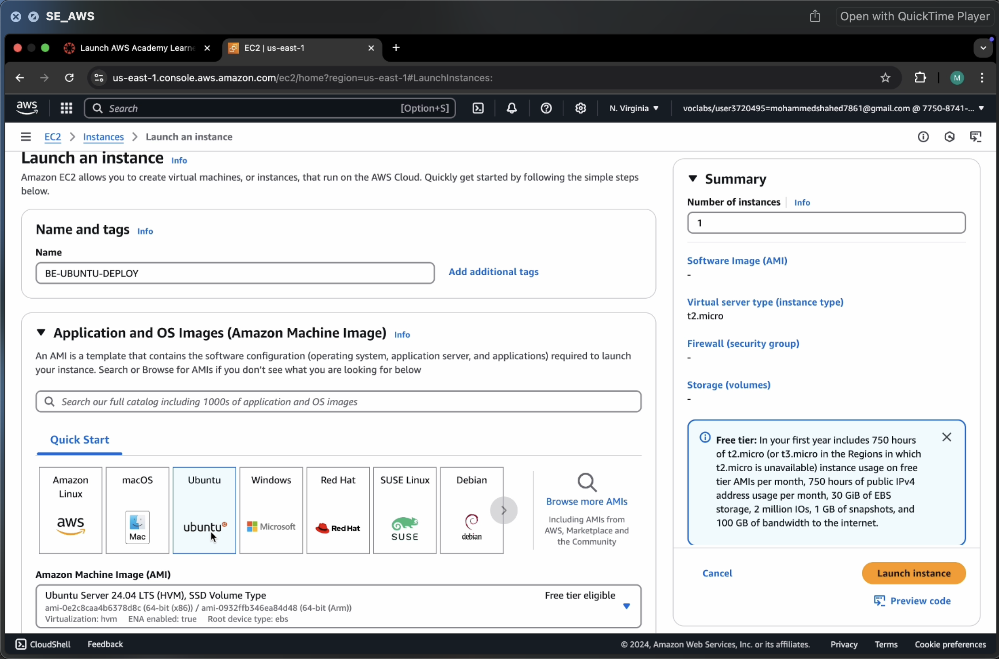 SE_AWS
Open with QuickTime Player
Launch AWS Academy Learne
EC2 | us-east-1
us-east-1.console.aws.amazon.com/ec2/home?region=us-east-1#LaunchInstances:
M
aws
Search
[Option+S]
N. Virginia
voclabs/user3720495=mohammedshahed7861@gmail.com @ 7750-8741-...
EC2
Instances
Launch an instance
Launch an instance Info
Amazon EC2 allows you to create virtual machines, or instances, that run on the AWS Cloud. Quickly get started by following the simple steps
below.
Name and tags Info
Name
BE-UBUNTU-DEPLOY
Add additional tags
Application and OS Images (Amazon Machine Image) Info
An AMI is a template that contains the software configuration (operating system, application server, and applications) required to launch
your instance. Search or Browse for AMIs if you don't see what you are looking for below
Search our full catalog including 1000s of application and OS images
Quick Start
Amazon
Linux
aws
macOS
Mac
Ubuntu
ubuntu
Windows
Microsoft
Red Hat
RedHat
SUSE Linux
SUSE
Debian
debian
Browse more AMIs
Including AMIs from
AWS, Marketplace and
the Community
Amazon Machine Image (AMI)
Ubuntu Server 24.04 LTS (HVM), SSD Volume Type
Free tier eligible
ami-0e2c8caa4b6378d8c (64-bit (x86)) / ami-0932ffb346ea84d48 (64-bit (Arm))
Virtualization: hvm ENA enabled: true Root device type: ebs
Summary
Number of instances Info
1
Software Image (AMI)
-
Virtual server type (instance type)
t2.micro
Firewall (security group)
-
Storage (volumes)
-
Free tier: In your first year includes 750 hours
of t2.micro (or t3.micro in the Regions in which
t2.micro is unavailable) instance usage on free
tier AMIs per month, 750 hours of public IPv4
address usage per month, 30 GiB of EBS
storage, 2 million IOs, 1 GB of snapshots, and
100 GB of bandwidth to the internet.
Cancel
Launch instance
Preview code
CloudShell
Feedback
© 2024, Amazon Web Services, Inc. or its affiliates.
Privacy
Terms
Cookie preferences